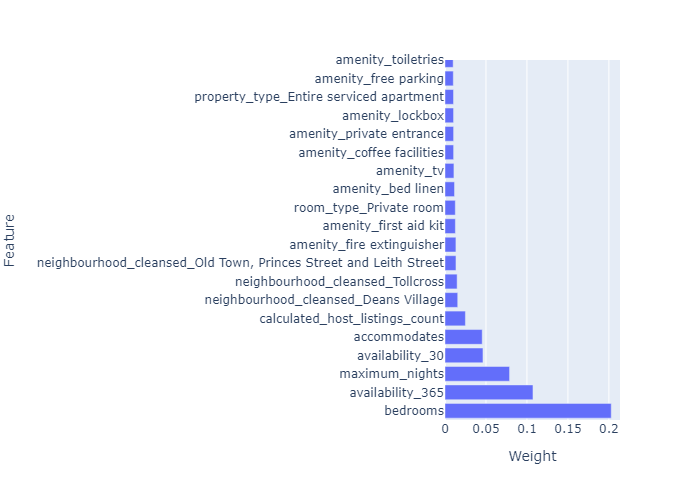 amenity_toiletries
amenity_free parking
property_type_Entire serviced apartment
amenity_lockbox
amenity_private entrance
amenity_coffee facilities
amenity_tv
amenity_bed linen
room_type_Private room
amenity_first aid kit
amenity_fire extinguisher
neighbourhood_cleansed_Old Town, Princes Street and Leith Street
neighbourhood_cleansed_Tollcross
neighbourhood_cleansed_Deans Village
calculated_host_listings_count
accommodates
availability_30
maximum_nights
availability_365
bedrooms
Feature
0 0.05 0.1 0.15 0.2
Weight